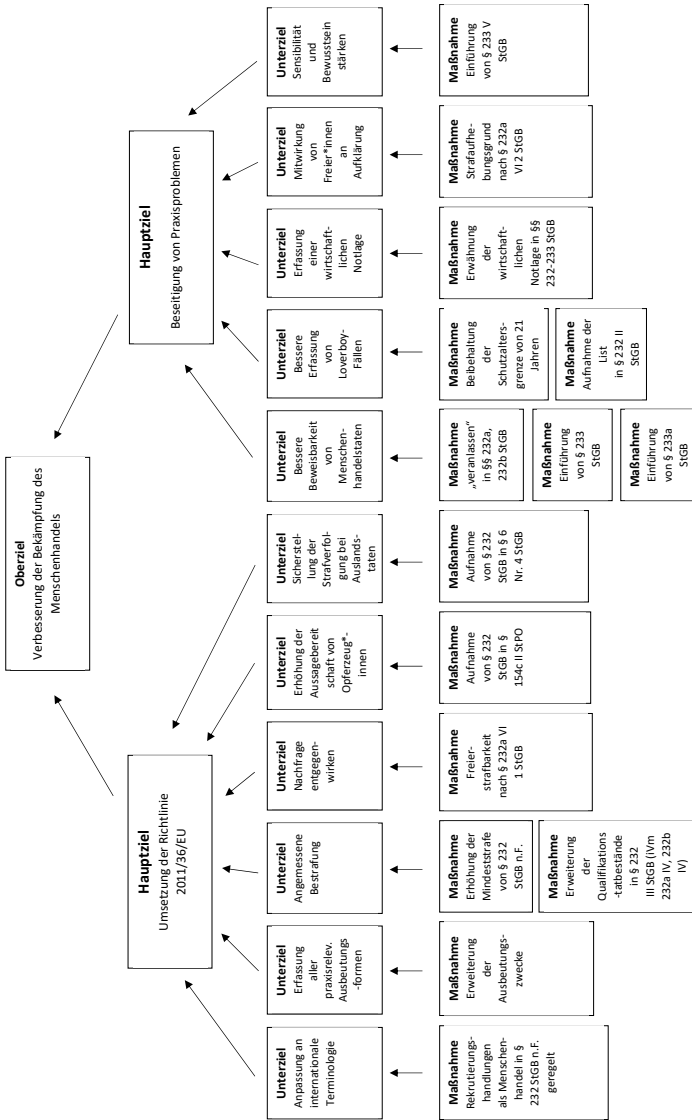 Oberziel
Verbesserung der Bekämpfung des
Menschenhandels
Hauptziel
Umsetzung der Richtlinie
2011/36/EU
Hauptziel
Beseitigung von Praxisproblemen
Unterziel
Anpassung an
internationale
Terminologie
Unterziel
Erfassung
aller
praxisrelev.
Ausbeutungs
-formen
Unterziel
Angemessene
Bestrafung
Unterziel
Nachfrage
entgegen-
wirken
Unterziel
Erhöhung der
Aussagebereit
schaft von
Opferzeug*-
innen
Unterziel
Sicherstel-
lung der
Strafverfol-
gung bei
Auslands-
taten
Unterziel
Bessere
Beweisbarkeit
von
Menschen-
handelstaten
Unterziel
Bessere
Erfassung
von
Loverboy-
Fällen
Unterziel
Erfassung
einer
wirtschaft-
lichen
Notlage
Unterziel
Mitwirkung
von
Freier*innen
an
Aufklärung
Unterziel
Sensibilität
und
Bewusstsein
stärken
Maßnahme
Rekrutierungs-
handlungen
als Menschen-
handel in §
232 StGB n.F.
geregelt
Maßnahme
Erweiterung
der
Ausbeutungs-
zwecke
Maßnahme
Erhöhung der
Mindeststrafe
von § 232
StGB n.F.
Maßnahme
Erweiterung
der
Qualifikations
-tatbestände
in § 232
III StGB (iVm
232a IV, 232b
IV)
Maßnahme
Freier-
strafbarkeit
nach § 232a VI
1 StGB
Maßnahme
Aufnahme
von § 232
StGB in §
154c II StPO
Maßnahme
Aufnahme
von § 232
StGB in § 6
Nr. 4 StGB
Maßnahme
„veranlassen“
in §§ 232a,
232b StGB
Maßnahme
Einführung
von § 233
StGB
Maßnahme
Einführung
von § 233a
StGB
Maßnahme
Beibehaltung
der
Schutzalters-
grenze von 21
Jahren
Maßnahme
Aufnahme der
List
in § 232 II
StGB
Maßnahme
Erwähnung
der
wirtschaft-
lichen
Notlage in §§
232-233 StGB
Maßnahme
Strafaufhe-
bungsgrund
nach § 232a
VI 2 StGB
Maßnahme
Einführung
von § 233 V
StGB